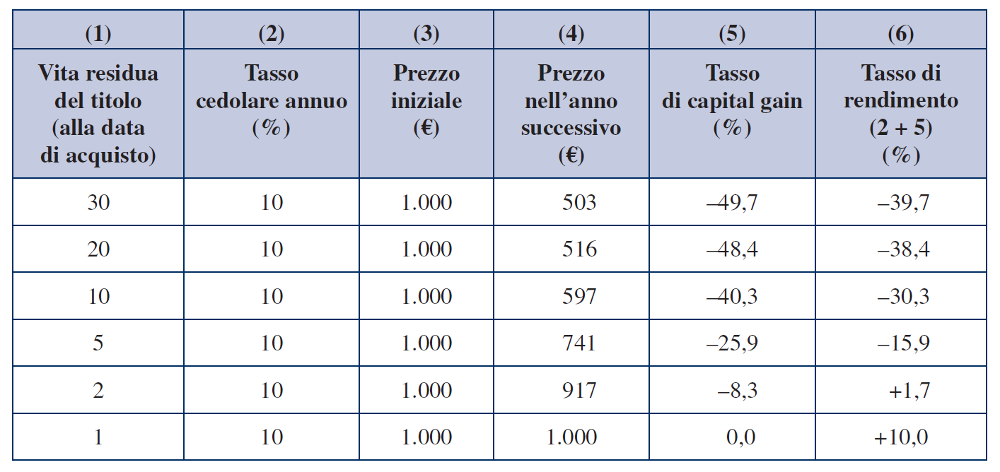 (1) (2) (3) (4) (5) (6)
Vita residua Tasso Prezzo Prezzo Tasso Tasso di
del titolo cedolare annuo iniziale nell’anno di capital gain rendimento
(alla data (%) (€) successivo (%) (2 + 5)
di acquisto) (€) (%)
30 10 1.000 503 –49,7 –39,7
20 10 1.000 516 –48,4 –38,4
10 10 1.000 597 –40,3 –30,3
5 10 1.000 741 –25,9 –15,9
2 10 1.000 917 –8,3 +1,7
1 10 1.000 1.000 0,0 +10,0